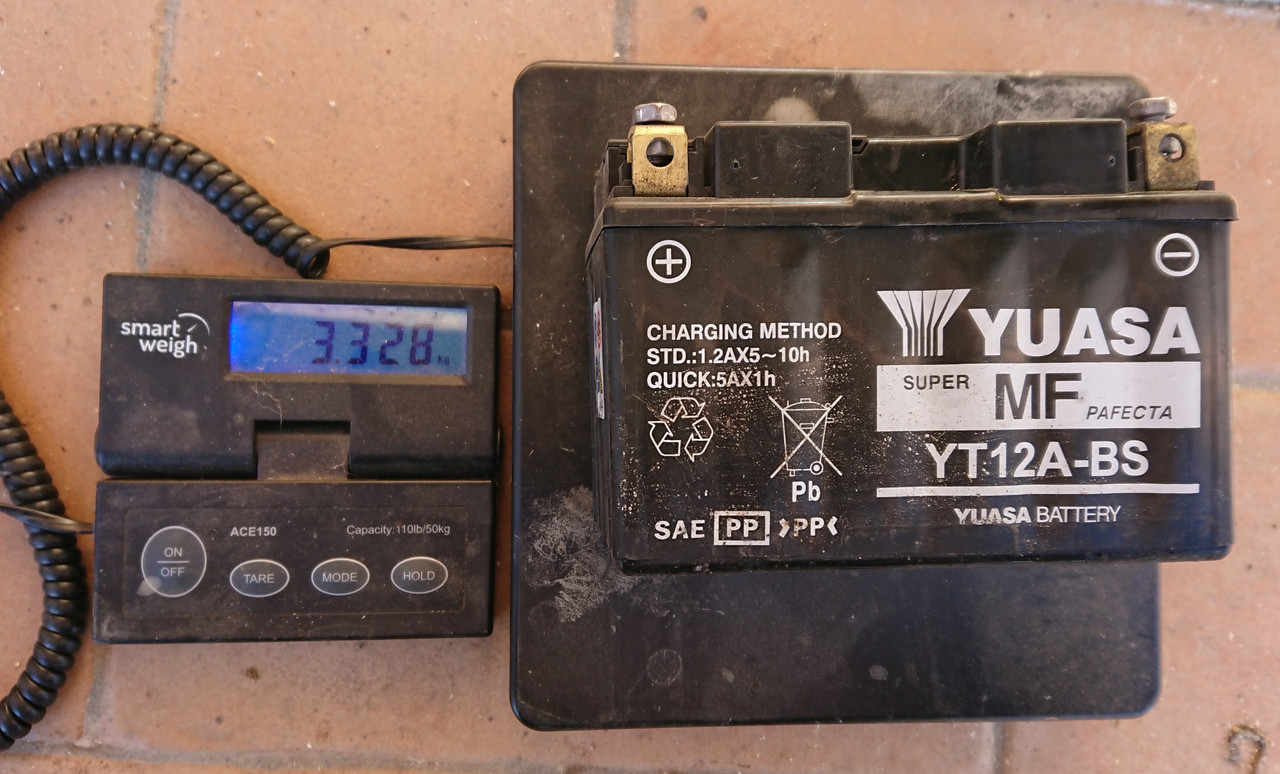 smart
weigh
3.328 kg
ACE150
Capacity:110lb/50kg
ON
OFF
TARE
MODE
HOLD
+
−
CHARGING METHOD
STD.:1.2AX5~10h
QUICK:5AX1h
Pb
SAE PP >PP<
YUASA
SUPER MF PAFECTA
YT12A-BS
YUASA BATTERY